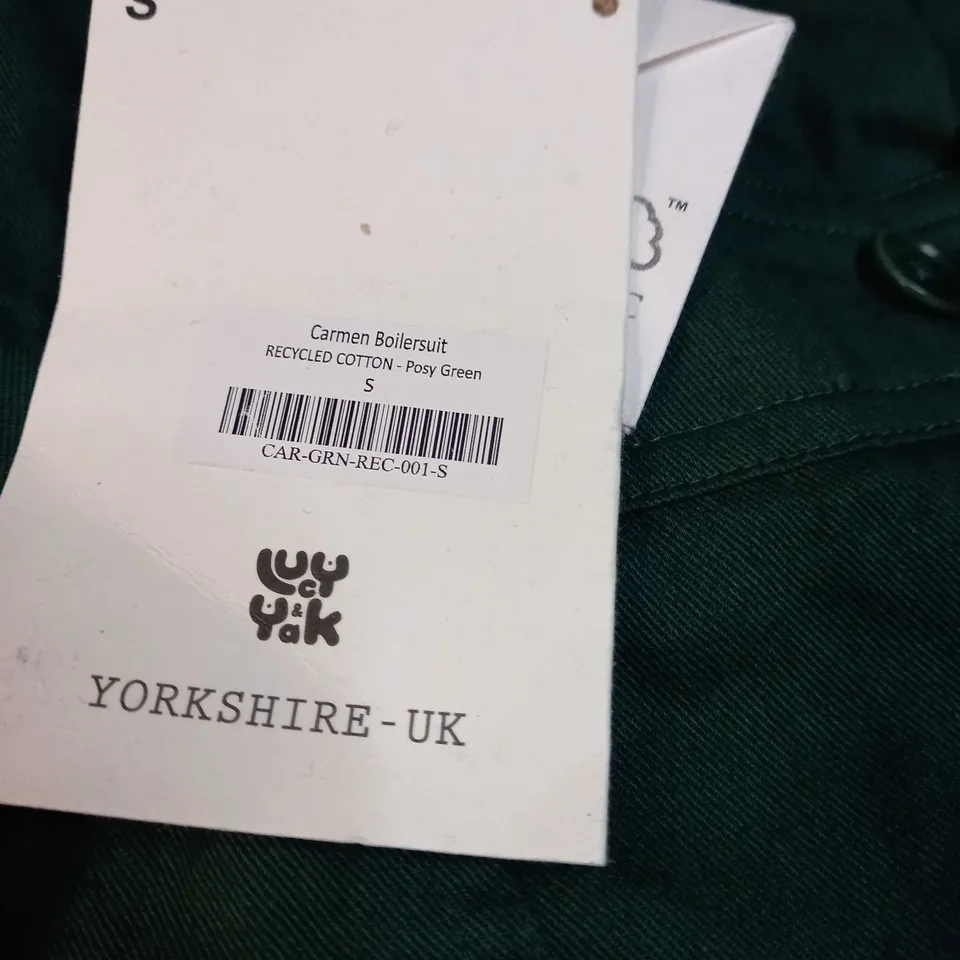 S
TM
Carmen Boilersuit
RECYCLED COTTON - Posy Green
S
CAR-GRN-REC-001-S
Lucy
& Yak
YORKSHIRE-UK